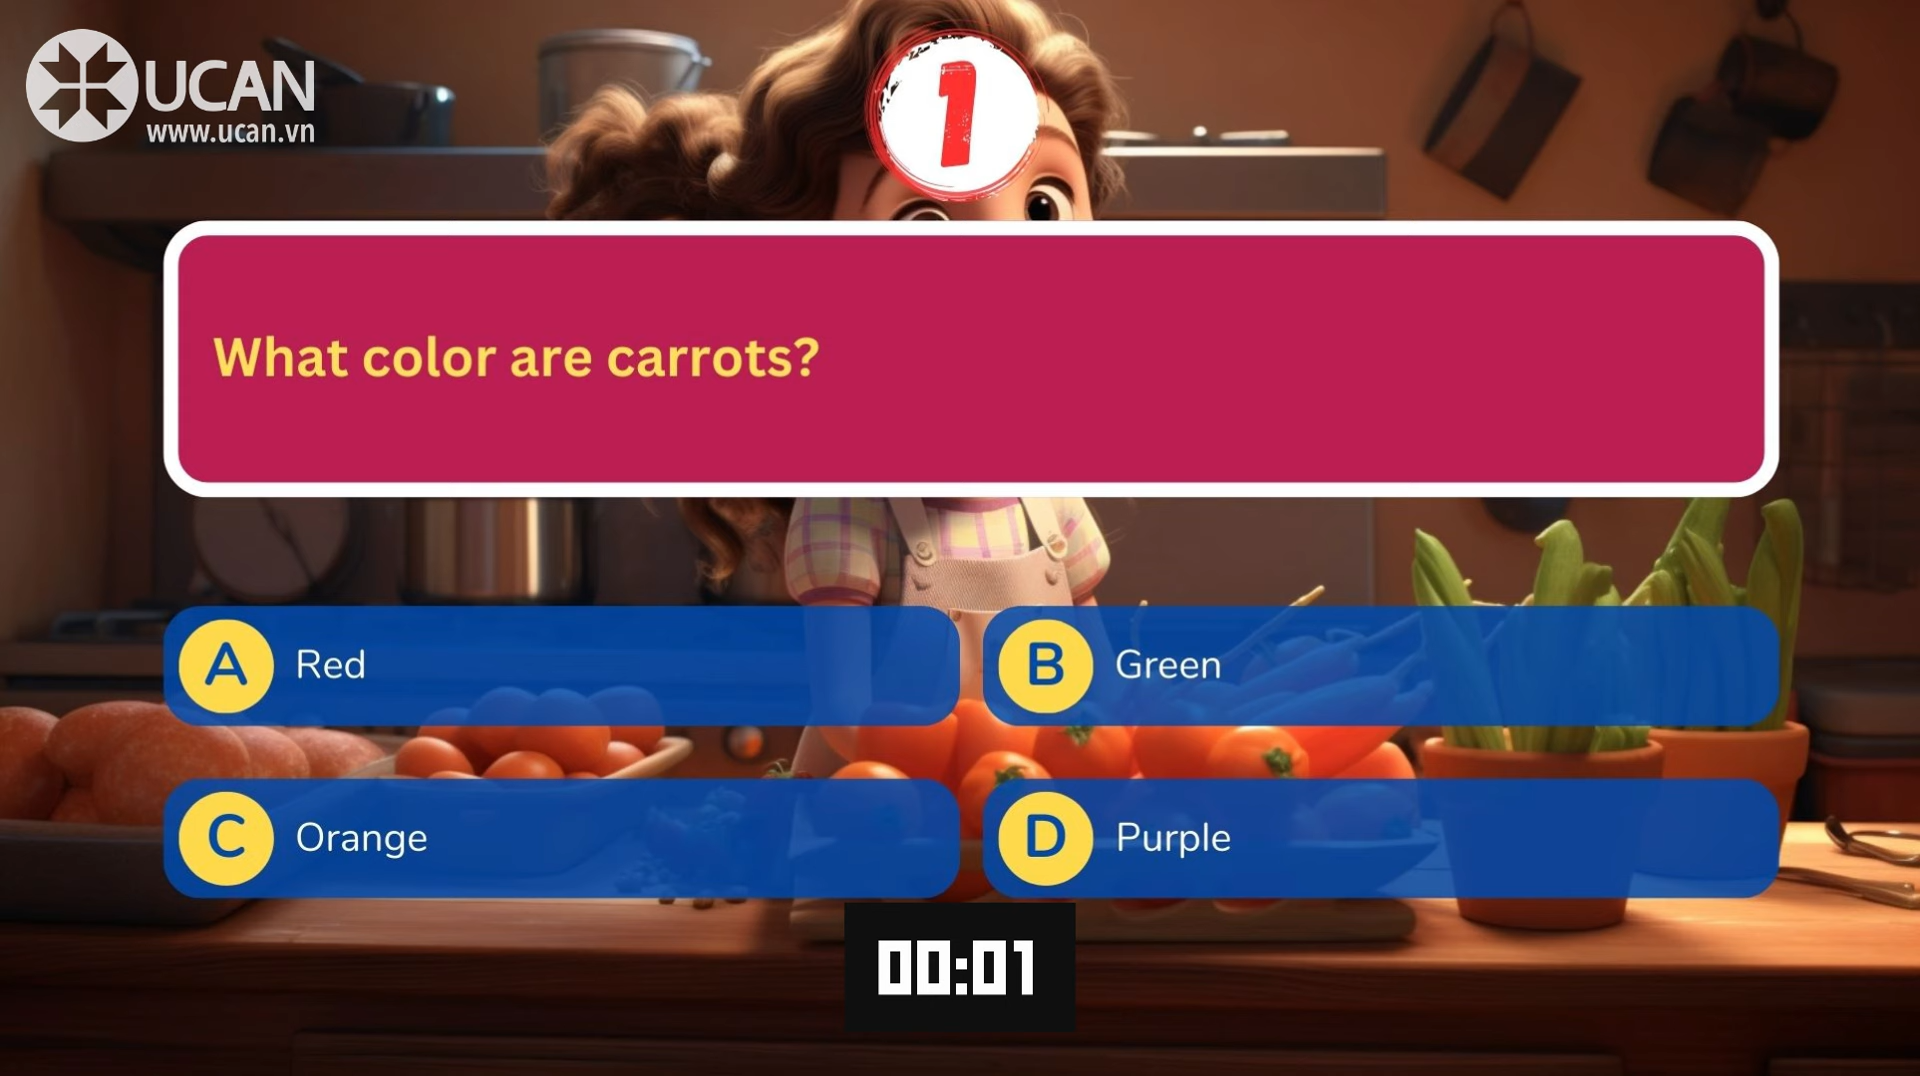 UCAN
www.ucan.vn
1
What color are carrots?
A Red
B Green
C Orange
D Purple
00:01